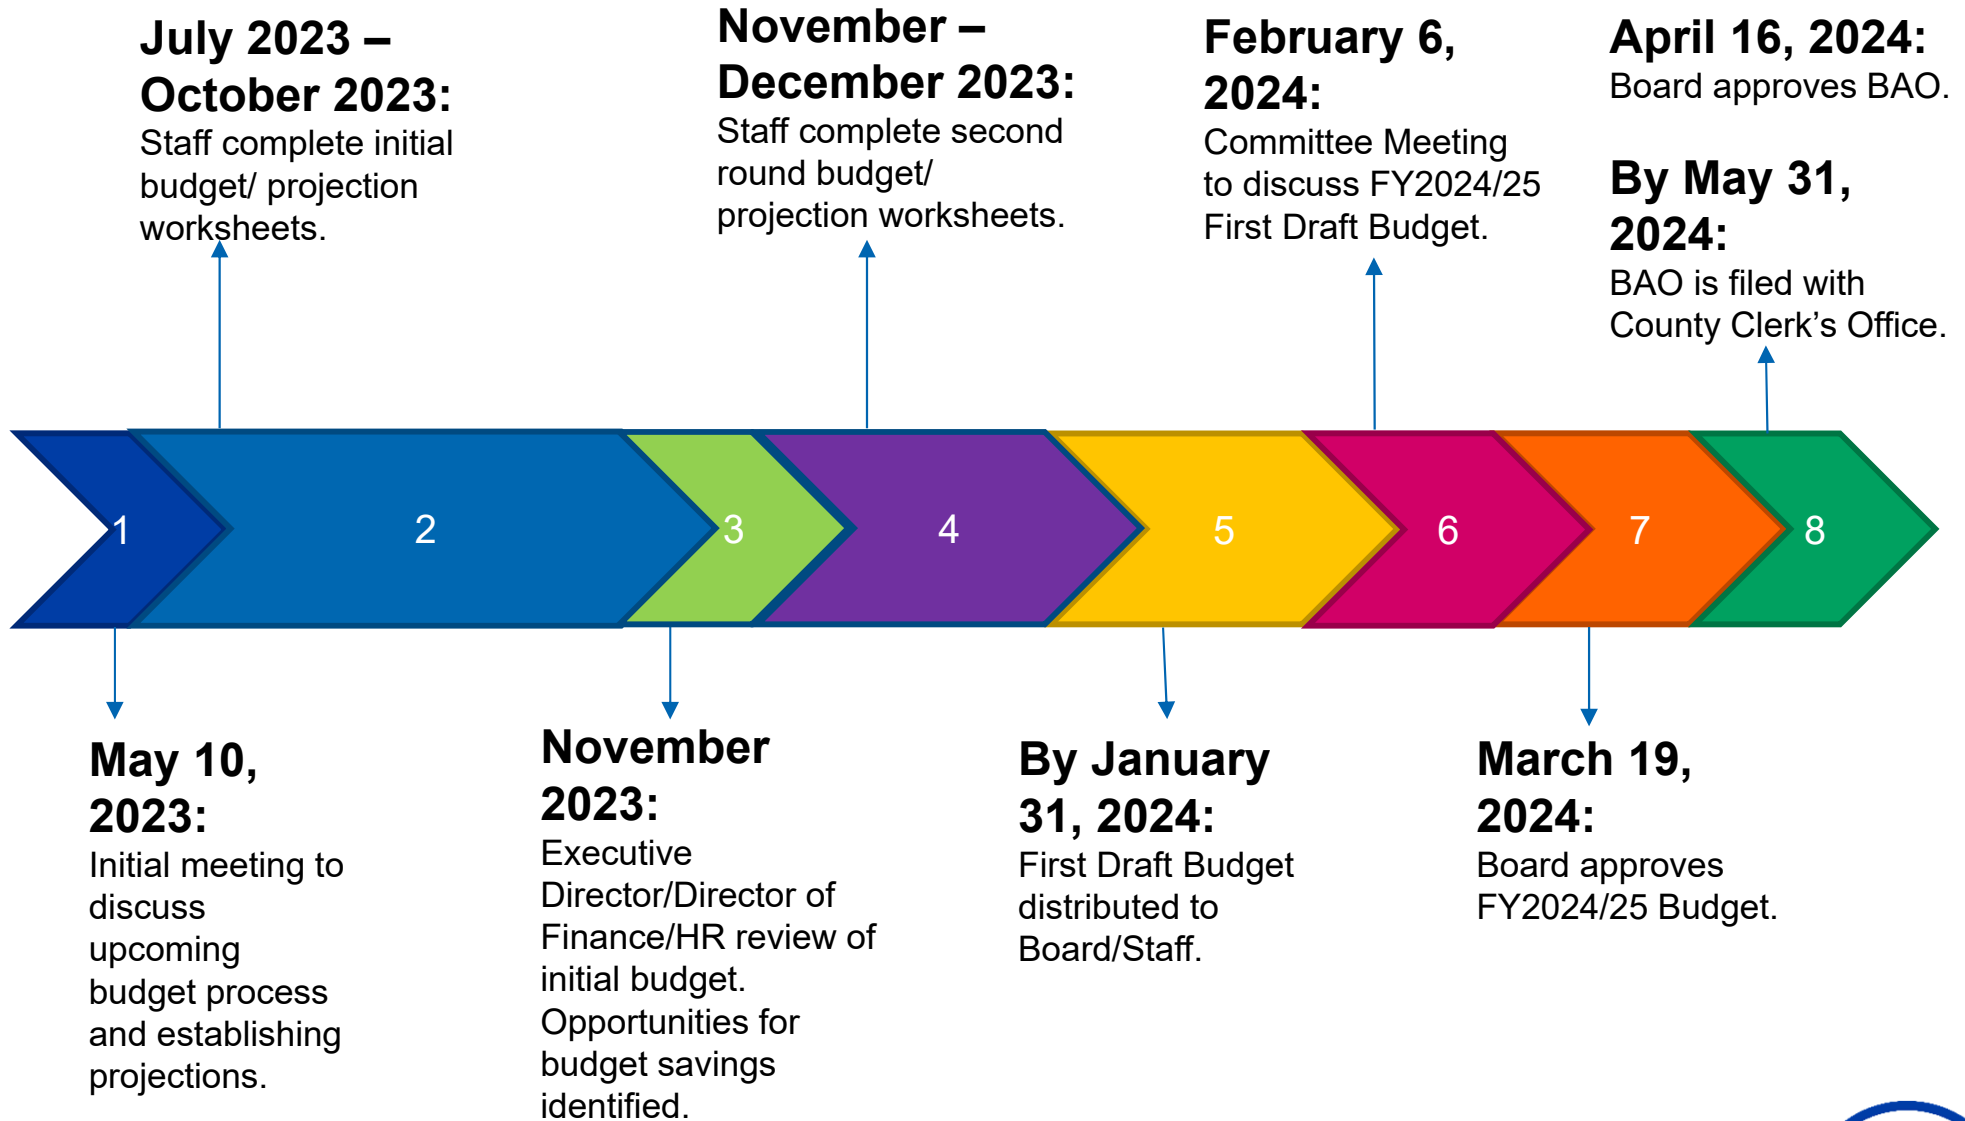 July 2023 –
October 2023:
Staff complete initial
budget/ projection
worksheets.
November –
December 2023:
Staff complete second
round budget/
projection worksheets.
February 6,
2024:
Committee Meeting
to discuss FY2024/25
First Draft Budget.
April 16, 2024:
Board approves BAO.
By May 31,
2024:
BAO is filed with
County Clerk’s Office.
1
2
3
4
5
6
7
8
May 10,
2023:
Initial meeting to
discuss
upcoming
budget process
and establishing
projections.
November
2023:
Executive
Director/Director of
Finance/HR review of
initial budget.
Opportunities for
budget savings
identified.
By January
31, 2024:
First Draft Budget
distributed to
Board/Staff.
March 19,
2024:
Board approves
FY2024/25 Budget.